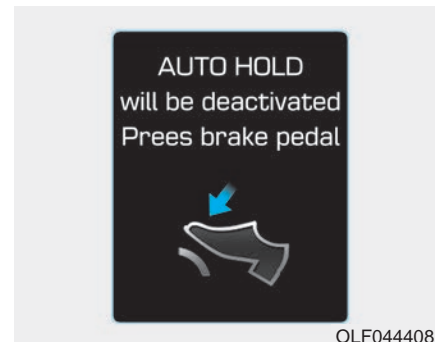 AUTO HOLD
will be deactivated
Prees brake pedal
OLF044408